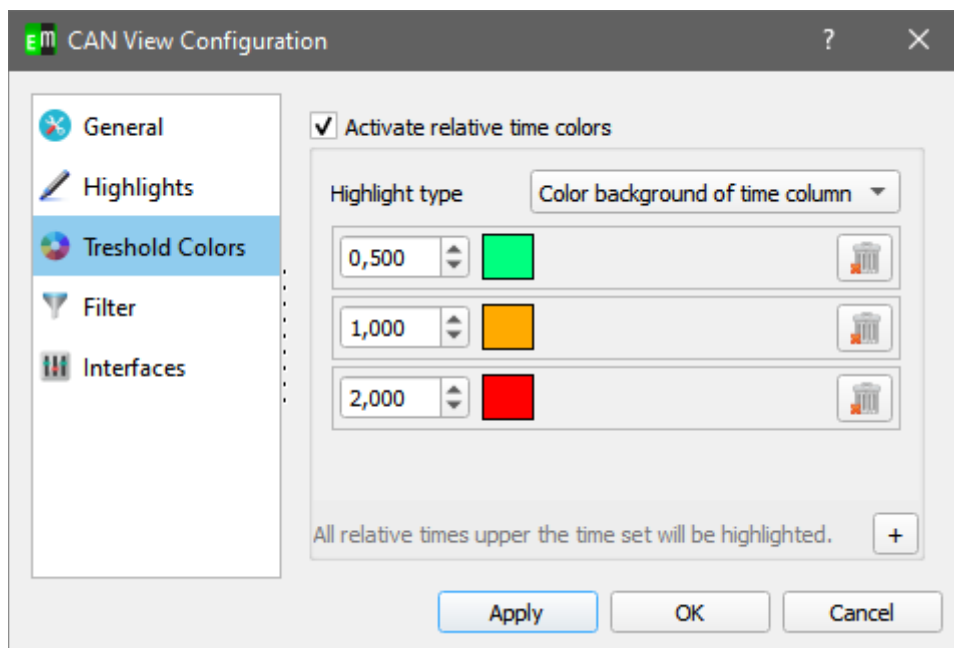 Em CAN View Configuration ? ×
General
Highlights
Treshold Colors
Filter
Interfaces
Activate relative time colors
Highlight type Color background of time column
0,500
1,000
2,000
All relative times upper the time set will be highlighted. +
Apply OK Cancel